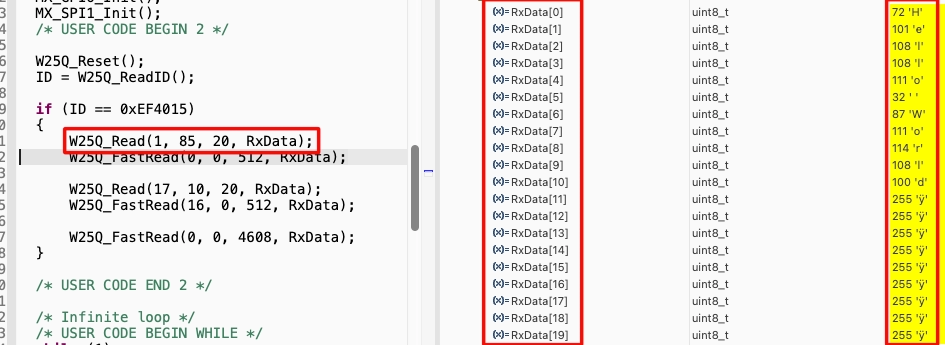 MX_SPI1_Init();
/* USER CODE BEGIN 2 */
W25Q_Reset();
ID = W25Q_ReadID();
if (ID == 0xEF4015)
{
W25Q_Read(1, 85, 20, RxData);
W25Q_FastRead(0, 0, 512, RxData);
W25Q_Read(17, 10, 20, RxData);
W25Q_FastRead(16, 0, 512, RxData);
W25Q_FastRead(0, 0, 4608, RxData);
}
/* USER CODE END 2 */
/* Infinite loop */
/* USER CODE BEGIN WHILE */
(x)= RxData[0] uint8_t 72 'H'
(x)= RxData[1] uint8_t 101 'e'
(x)= RxData[2] uint8_t 108 'l'
(x)= RxData[3] uint8_t 108 'l'
(x)= RxData[4] uint8_t 111 'o'
(x)= RxData[5] uint8_t 32 ' '
(x)= RxData[6] uint8_t 87 'W'
(x)= RxData[7] uint8_t 111 'o'
(x)= RxData[8] uint8_t 114 'r'
(x)= RxData[9] uint8_t 108 'l'
(x)= RxData[10] uint8_t 100 'd'
(x)= RxData[11] uint8_t 255 'ÿ'
(x)= RxData[12] uint8_t 255 'ÿ'
(x)= RxData[13] uint8_t 255 'ÿ'
(x)= RxData[14] uint8_t 255 'ÿ'
(x)= RxData[15] uint8_t 255 'ÿ'
(x)= RxData[16] uint8_t 255 'ÿ'
(x)= RxData[17] uint8_t 255 'ÿ'
(x)= RxData[18] uint8_t 255 'ÿ'
(x)= RxData[19] uint8_t 255 'ÿ'